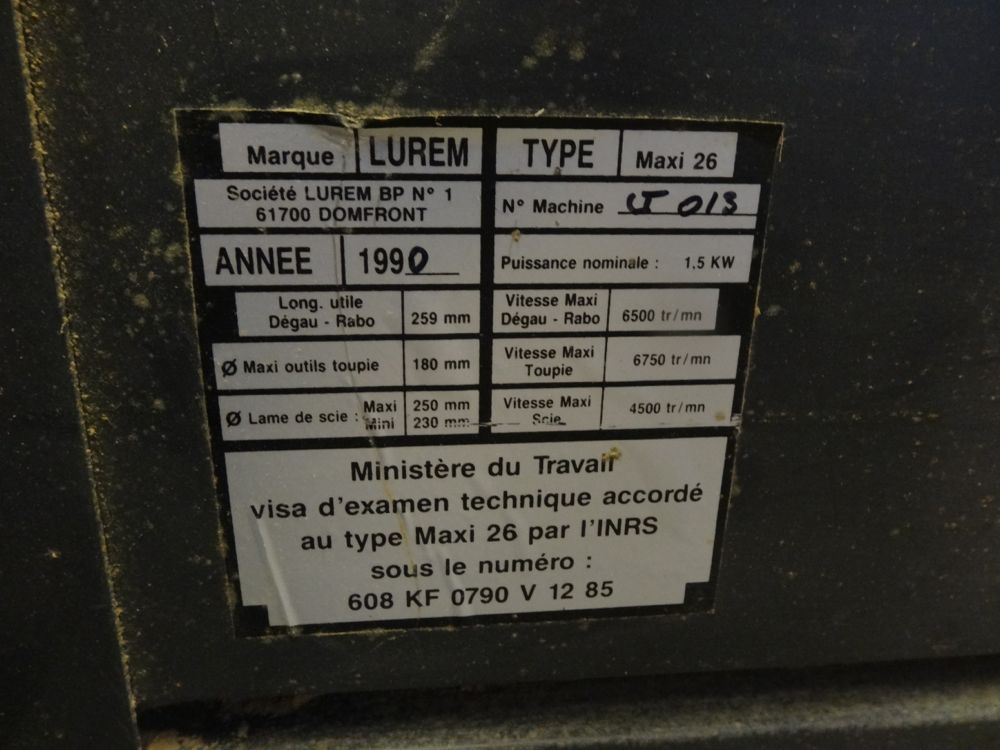 Marque LUREM TYPE Maxi 26
Société LUREM BP N° 1
61700 DOMFRONT
N° Machine 013
ANNEE 1990
Puissance nominale : 1,5 KW
Long. utile
Dégau - Rabo 259 mm
Vitesse Maxi
Dégau - Rabo 6500 tr/mn
Ø Maxi outils toupie 180 mm
Vitesse Maxi
Toupie 6750 tr/mn
Ø Lame de scie : Maxi 250 mm
Mini 230 mm
Vitesse Maxi
Scie 4500 tr/mn
Ministère du Travail
visa d'examen technique accordé
au type Maxi 26 par l'INRS
sous le numéro :
608 KF 0790 V 12 85